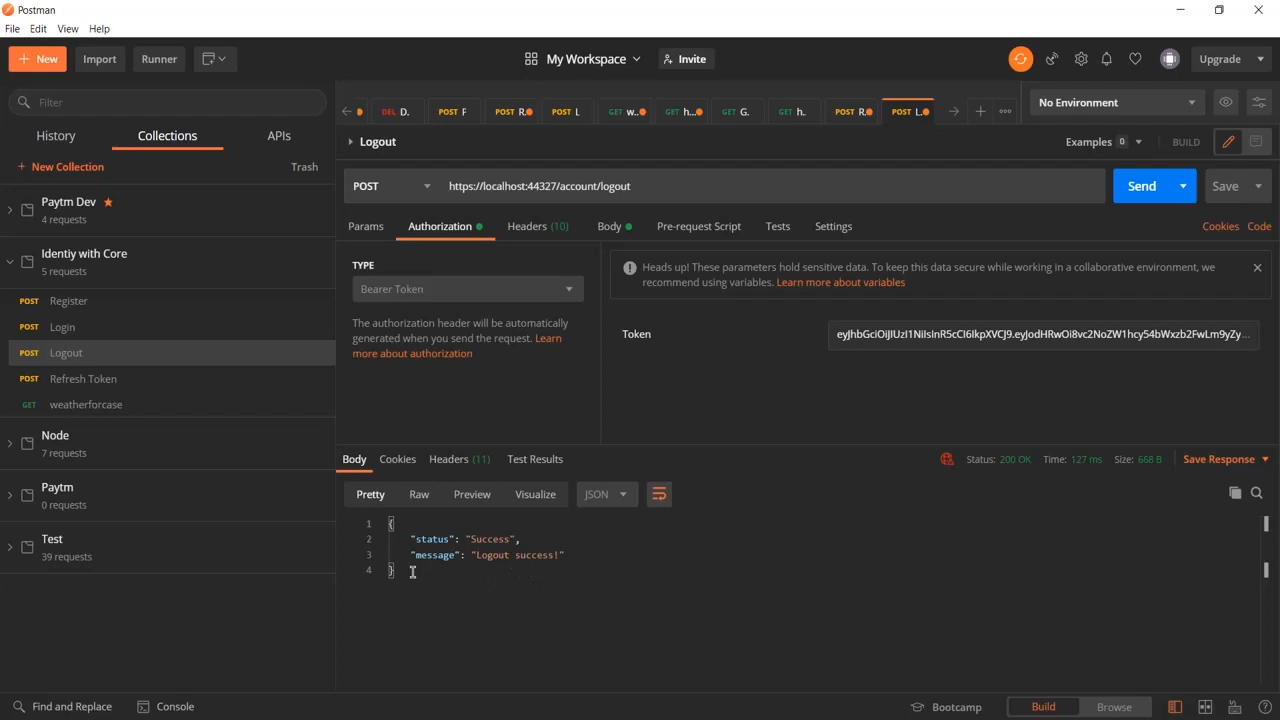 Postman
File Edit View Help
New Import Runner My Workspace Invite Upgrade
Filter
History Collections APIs
New Collection Trash
Paytm Dev
4 requests
Identiy with Core
5 requests
POST Register
POST Login
POST Logout
POST Refresh Token
GET weatherforcase
Node
7 requests
Paytm
0 requests
Test
39 requests
DEL D. POST F POST R. POST L GET w.. GET h... GET G. GET h. POST R. POST L. No Environment
Logout Examples 0 BUILD
POST https://localhost:44327/account/logout Send Save
Params Authorization Headers (10) Body Pre-request Script Tests Settings Cookies Code
TYPE
Bearer Token
The authorization header will be automatically
generated when you send the request. Learn
more about authorization
Heads up! These parameters hold sensitive data. To keep this data secure while working in a collaborative environment, we
recommend using variables. Learn more about variables
Token
Body Cookies Headers (11) Test Results Status: 200 OK Time: 127 ms Size: 668 B Save Response
Pretty Raw Preview Visualize JSON
1 {
2 "status": "Success",
3 "message": "Logout success!"
4 }
Find and Replace Console Bootcamp Build Browse